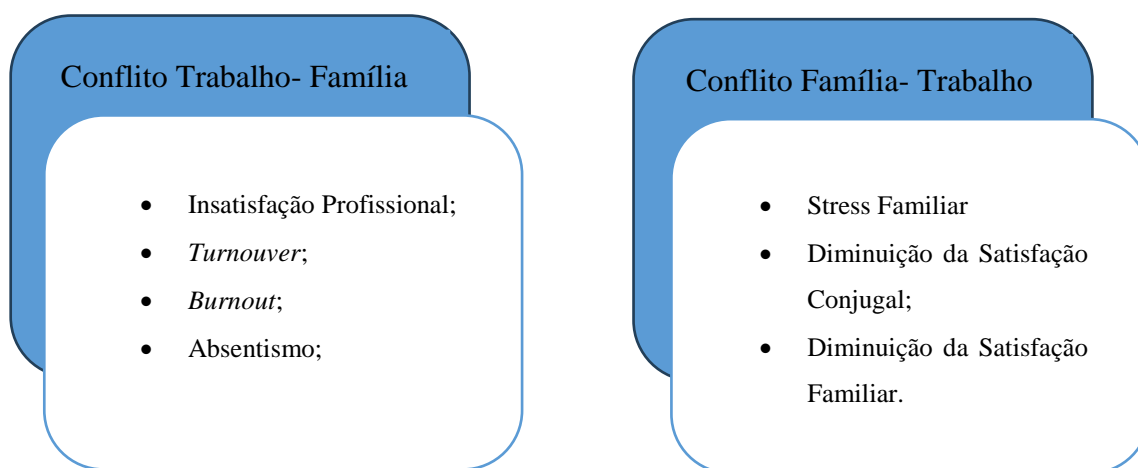 Conflito Trabalho- Família
• Insatisfação Profissional;
• Turnouver;
• Burnout;
• Absentismo;
Conflito Família- Trabalho
• Stress Familiar
• Diminuição da Satisfação
Conjugal;
• Diminuição da Satisfação
Familiar.